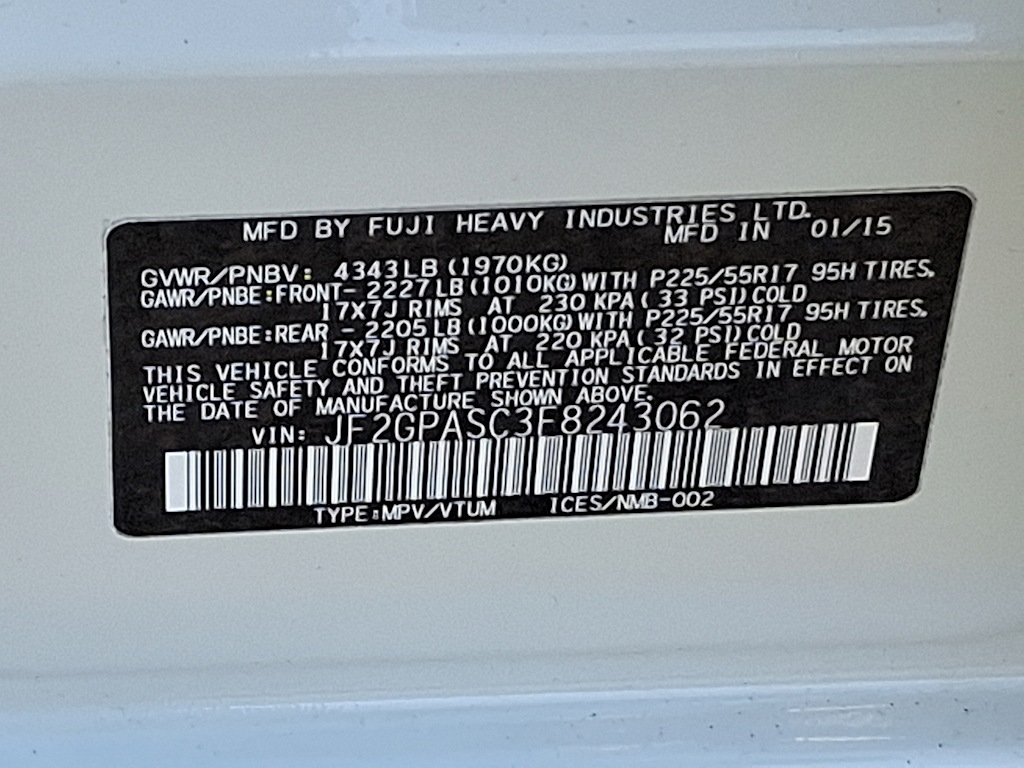 MFD BY FUJI HEAVY INDUSTRIES LTD.
MFD IN 01/15
GVWR/PNBV: 4343LB (1970KG)
GAWR/PNBE:FRONT- 2227LB(1010KG)WITH P225/55R17 95H TIRES.
17X7J RIMS AT 230 KPA( 33 PSI)COLD
GAWR/PNBE:REAR - 2205LB(1000KG)WITH P225/55R17 95H TIRES.
17X7J RIMS AT 220 KPA( 32 PSI)COLD
THIS VEHICLE CONFORMS TO ALL APPLICABLE FEDERAL MOTOR
VEHICLE SAFETY AND THEFT PREVENTION STANDARDS IN EFFECT ON
THE DATE OF MANUFACTURE SHOWN ABOVE.
VIN: JF2GPASC3F8243062
TYPE:MPV/VTUM ICES/NMB-002